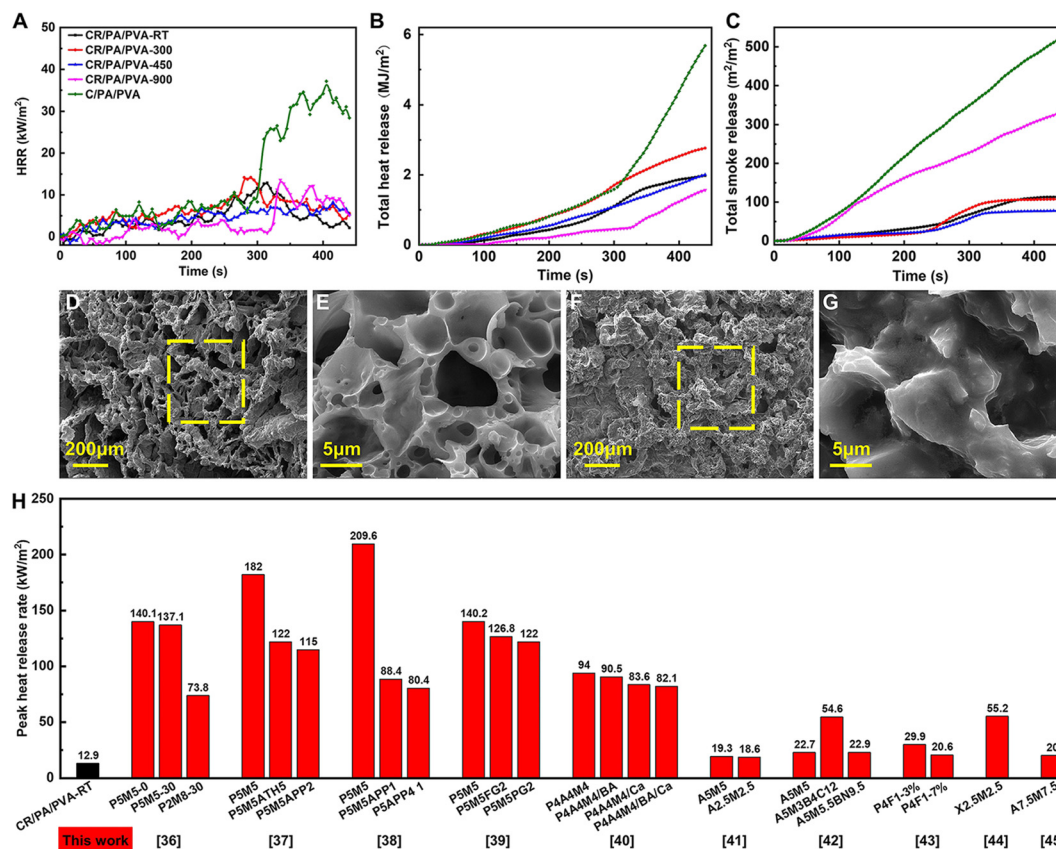 A
50
40
30
20
10
0
HRR (kW/m²)
CR/PA/PVA-RT
CR/PA/PVA-300
CR/PA/PVA-450
CR/PA/PVA-900
C/PA/PVA
0 100 200 300 400
Time (s)
B
6
4
2
0
Total heat release (MJ/m²)
0 100 200 300 400
Time (s)
C
500
400
300
200
100
0
Total smoke release (m²/m²)
0 100 200 300 400
Time (s)
D
200μm
E
5μm
F
200μm
G
5μm
H
250
200
150
100
50
0
Peak heat release rate (kW/m²)
12.9
140.1
137.1
73.8
182
122
115
209.6
88.4
80.4
140.2
126.8
122
94
90.5
83.6
82.1
19.3
18.6
22.7
54.6
22.9
29.9
20.6
55.2
20
CR/PA/PVA-RT
P5M5-0
P5M5-30
P2M8-30
P5M5
P5M5ATH5
P5M5APP2
P5M5
P5M5APP1
P5APP4 1
P5M5
P5M5FG2
P5M5PG2
P4A4M4
P4A4M4/BA
P4A4M4/Ca
P4A4M4/BA/Ca
A5M5
A2.5M2.5
A5M5
A5M3B4C12
A5M5.5BN9.5
P4F1-3%
P4F1-7%
X2.5M2.5
A7.5M7.5
This work
[36]
[37]
[38]
[39]
[40]
[41]
[42]
[43]
[44]
[45